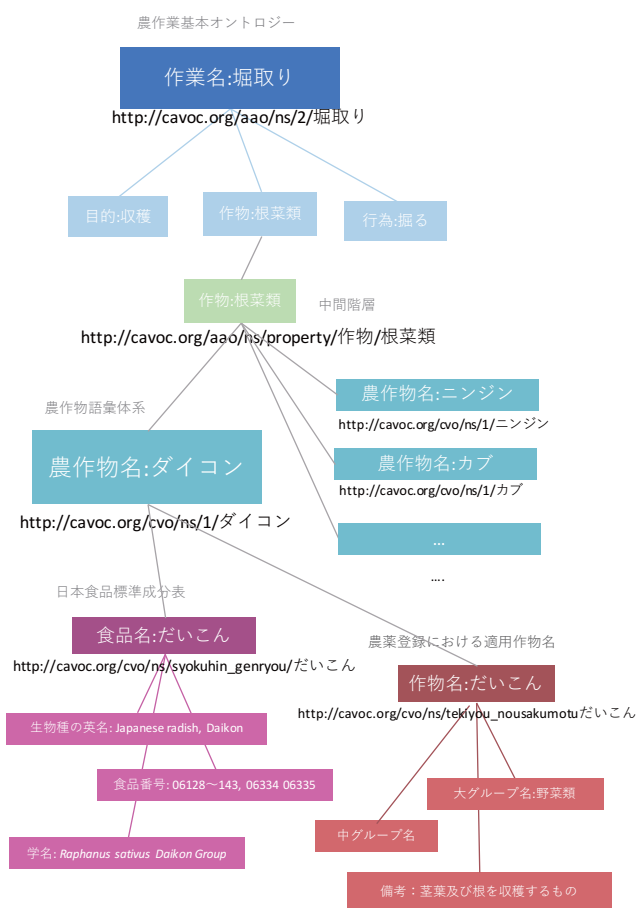 農作業基本オントロジー
作業名:堀取り
http://cavoc.org/aao/ns/2/堀取り
目的:収穫
作物:根菜類
行為:掘る
作物:根菜類
中間階層
http://cavoc.org/aao/ns/property/作物/根菜類
農作物名:ニンジン
http://cavoc.org/cvo/ns/1/ニンジン
農作物語彙体系
農作物名:ダイコン
農作物名:カブ
http://cavoc.org/cvo/ns/1/カブ
http://cavoc.org/cvo/ns/1/ダイコン
...
....
日本食品標準成分表
食品名:だいこん
農薬登録における適用作物名
http://cavoc.org/cvo/ns/syokuhin_genryou/だいこん
作物名:だいこん
http://cavoc.org/cvo/ns/tekiyou_nousakumotuだいこん
生物種の英名: Japanese radish, Daikon
食品番号: 06128～143, 06334 06335
大グループ名:野菜類
中グループ名
学名: Raphanus sativus Daikon Group
備考：茎葉及び根を収穫するもの